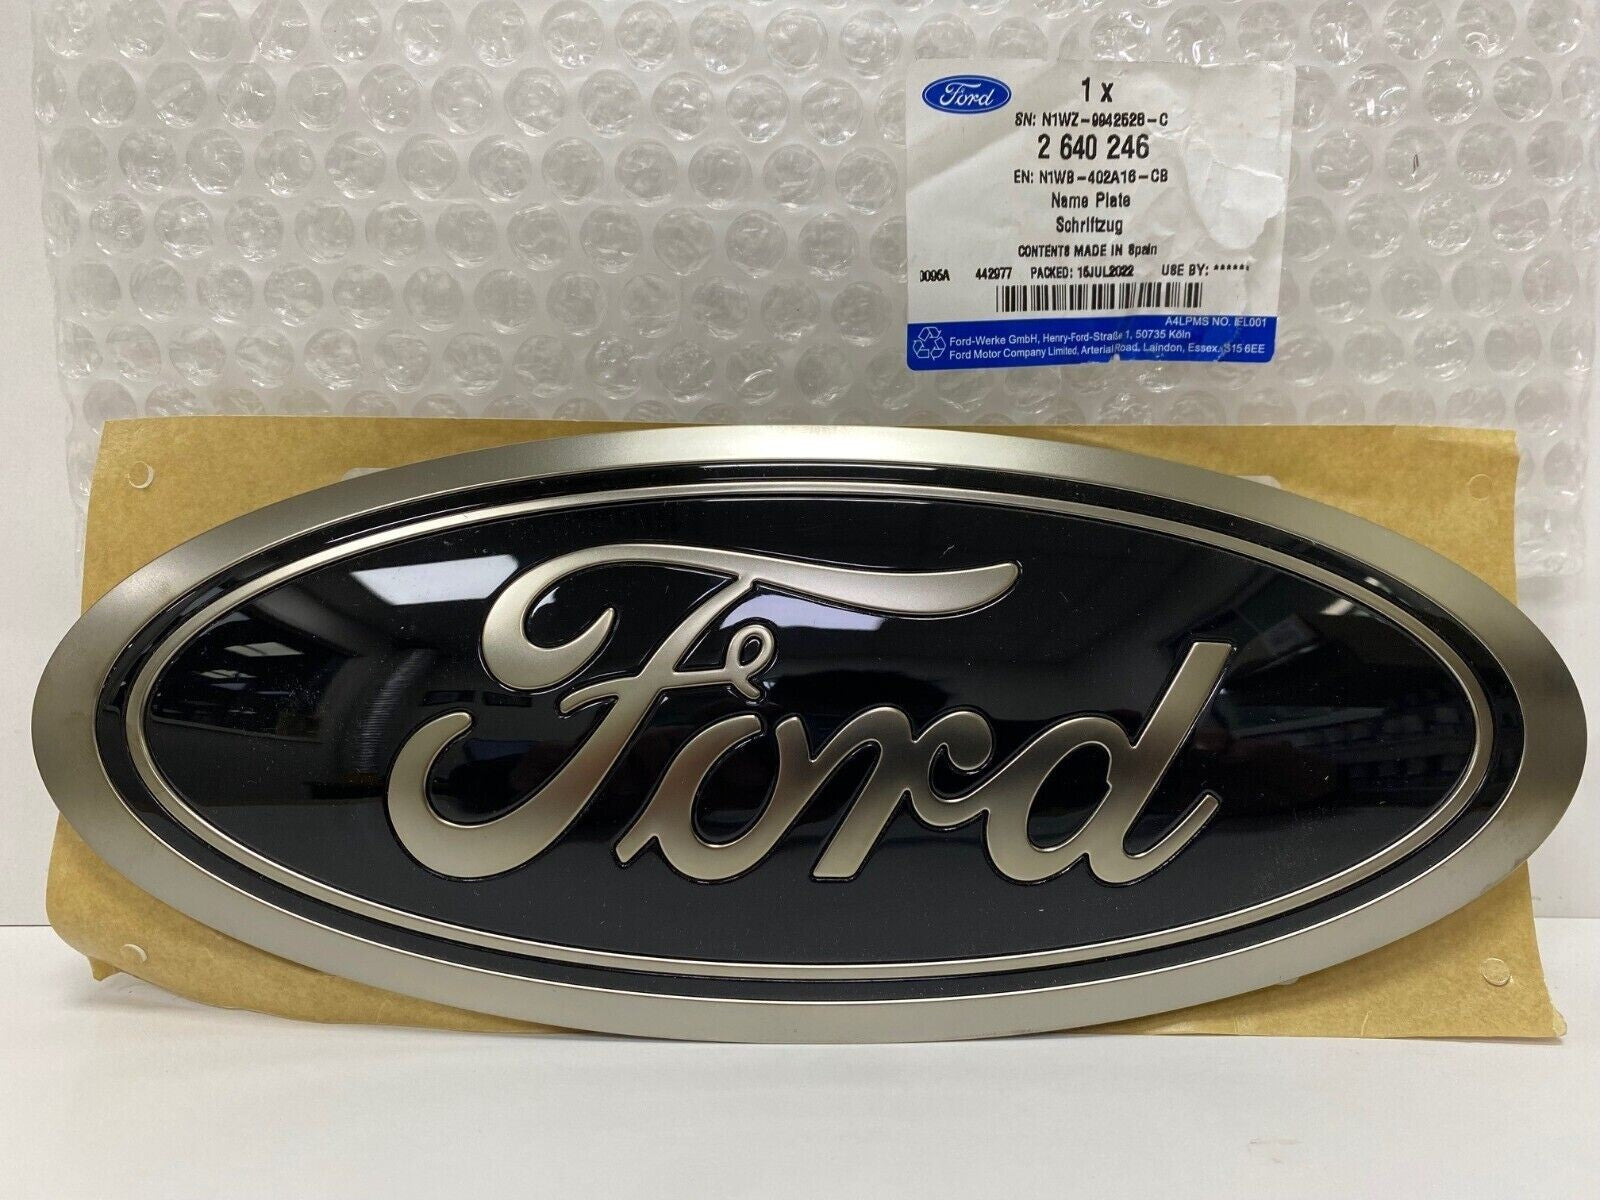 Ford
1 x
SN: N1WZ-9942528-C
2 640 246
EN: N1WB-402A16-CB
Name Plate
Schriftzug
CONTENTS MADE IN Spain
442977 PACKED: 15JUL2022 USE BY: *****
A4LPMS NO.
Ford-Werke GmbH, Henry-Ford-Straße 1, 50735 Köln
Ford Motor Company Limited, Arterial Road, Laindon, Essex.
Ford